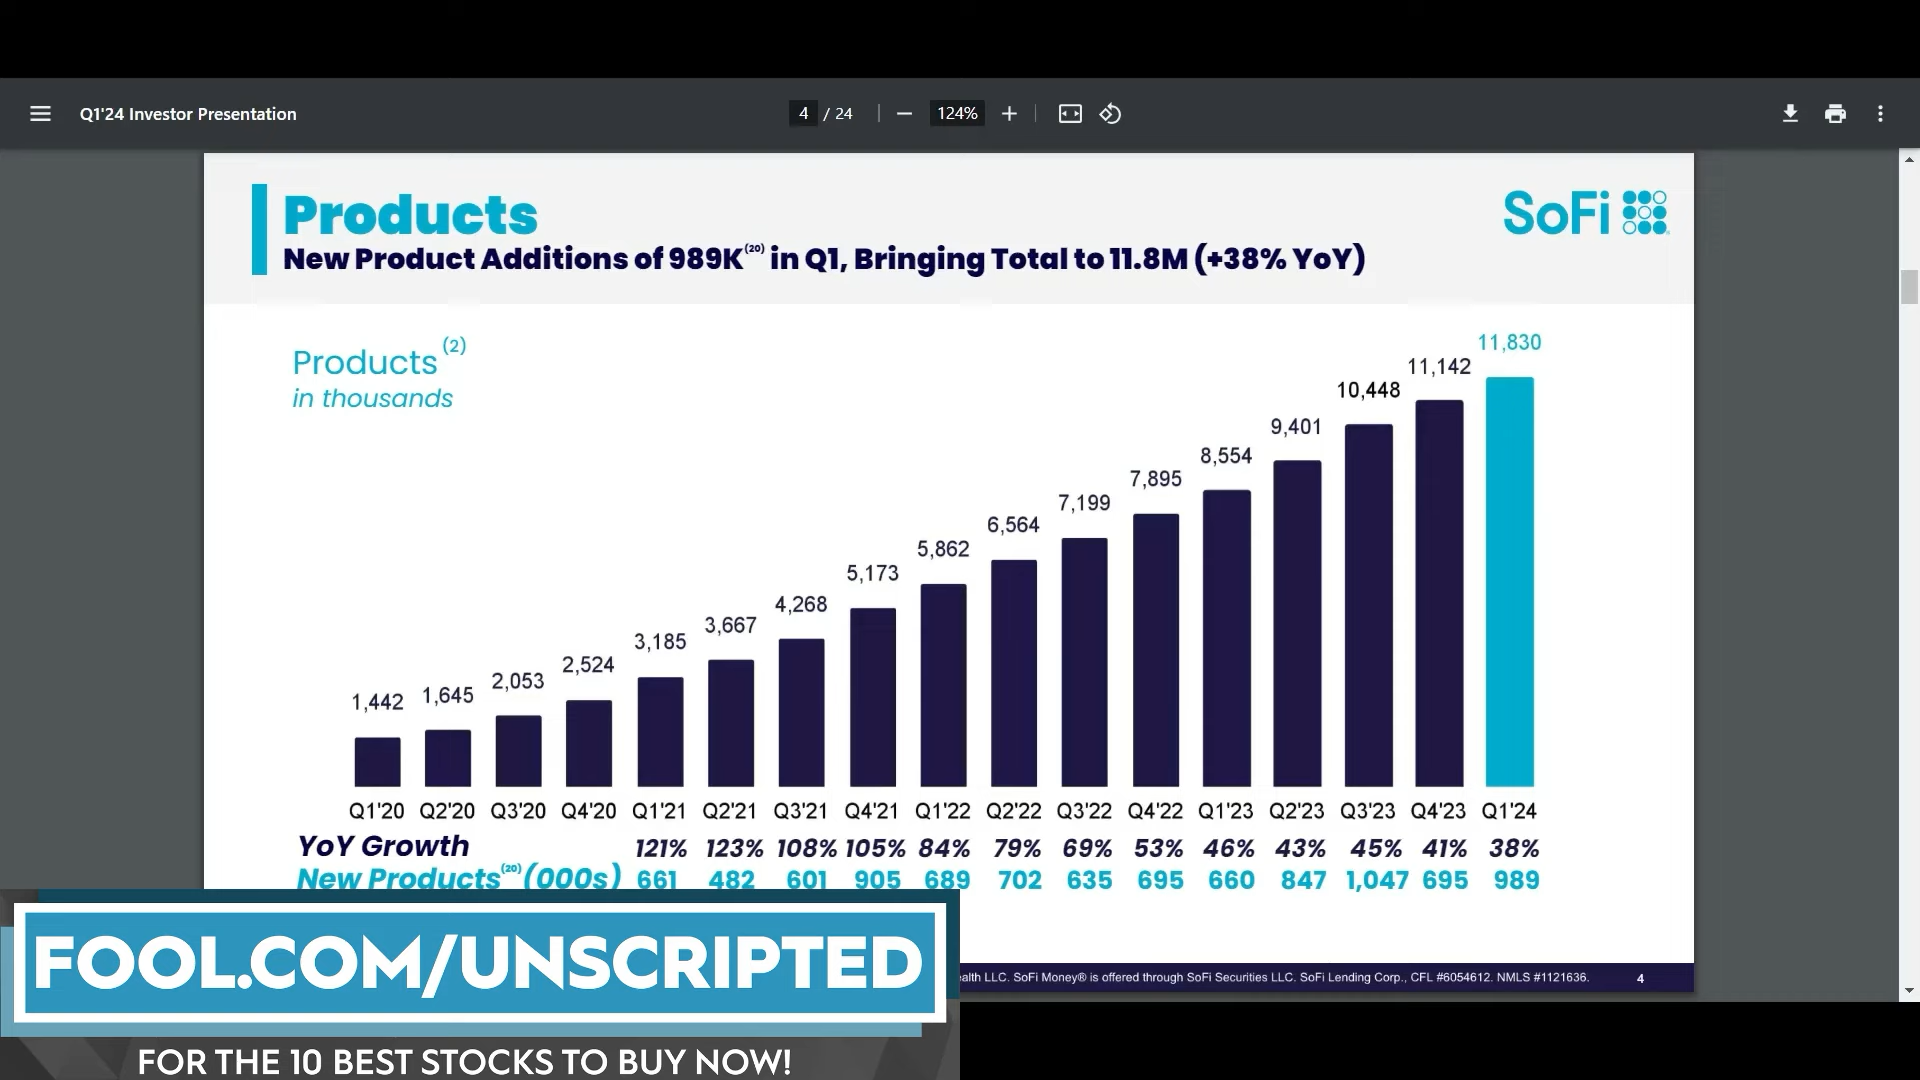 Q1'24 Investor Presentation
4 / 24
124%
Products
New Product Additions of 989K(20) in Q1, Bringing Total to 11.8M (+38% YoY)
SoFi
Products (2)
in thousands
1,442 1,645 2,053 2,524 3,185 3,667 4,268 5,173 5,862 6,564 7,199 7,895 8,554 9,401 10,448 11,142 11,830
Q1'20 Q2'20 Q3'20 Q4'20 Q1'21 Q2'21 Q3'21 Q4'21 Q1'22 Q2'22 Q3'22 Q4'22 Q1'23 Q2'23 Q3'23 Q4'23 Q1'24
YoY Growth 121% 123% 108% 105% 84% 79% 69% 53% 46% 43% 45% 41% 38%
New Products(20) (000s) 661 482 601 905 689 702 635 695 660 847 1,047 695 989
LLC. SoFi Money® is offered through SoFi Securities LLC. SoFi Lending Corp., CFL #6054612. NMLS #1121636.
4
FOOL.COM/UNSCRIPTED
FOR THE 10 BEST STOCKS TO BUY NOW!